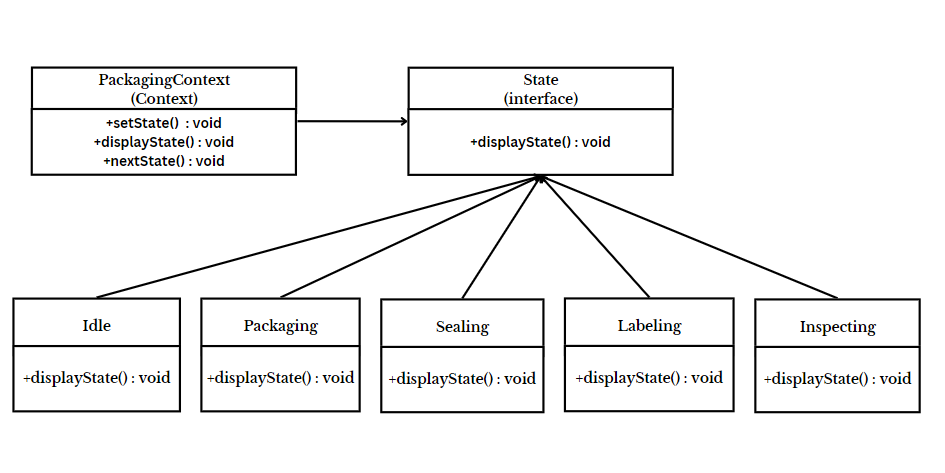 PackagingContext
(Context)
+setState() : void
+displayState() : void
+nextState() : void
State
(interface)
+displayState() : void
Idle
+displayState() : void
Packaging
+displayState() : void
Sealing
+displayState() : void
Labeling
+displayState() : void
Inspecting
+displayState() : void